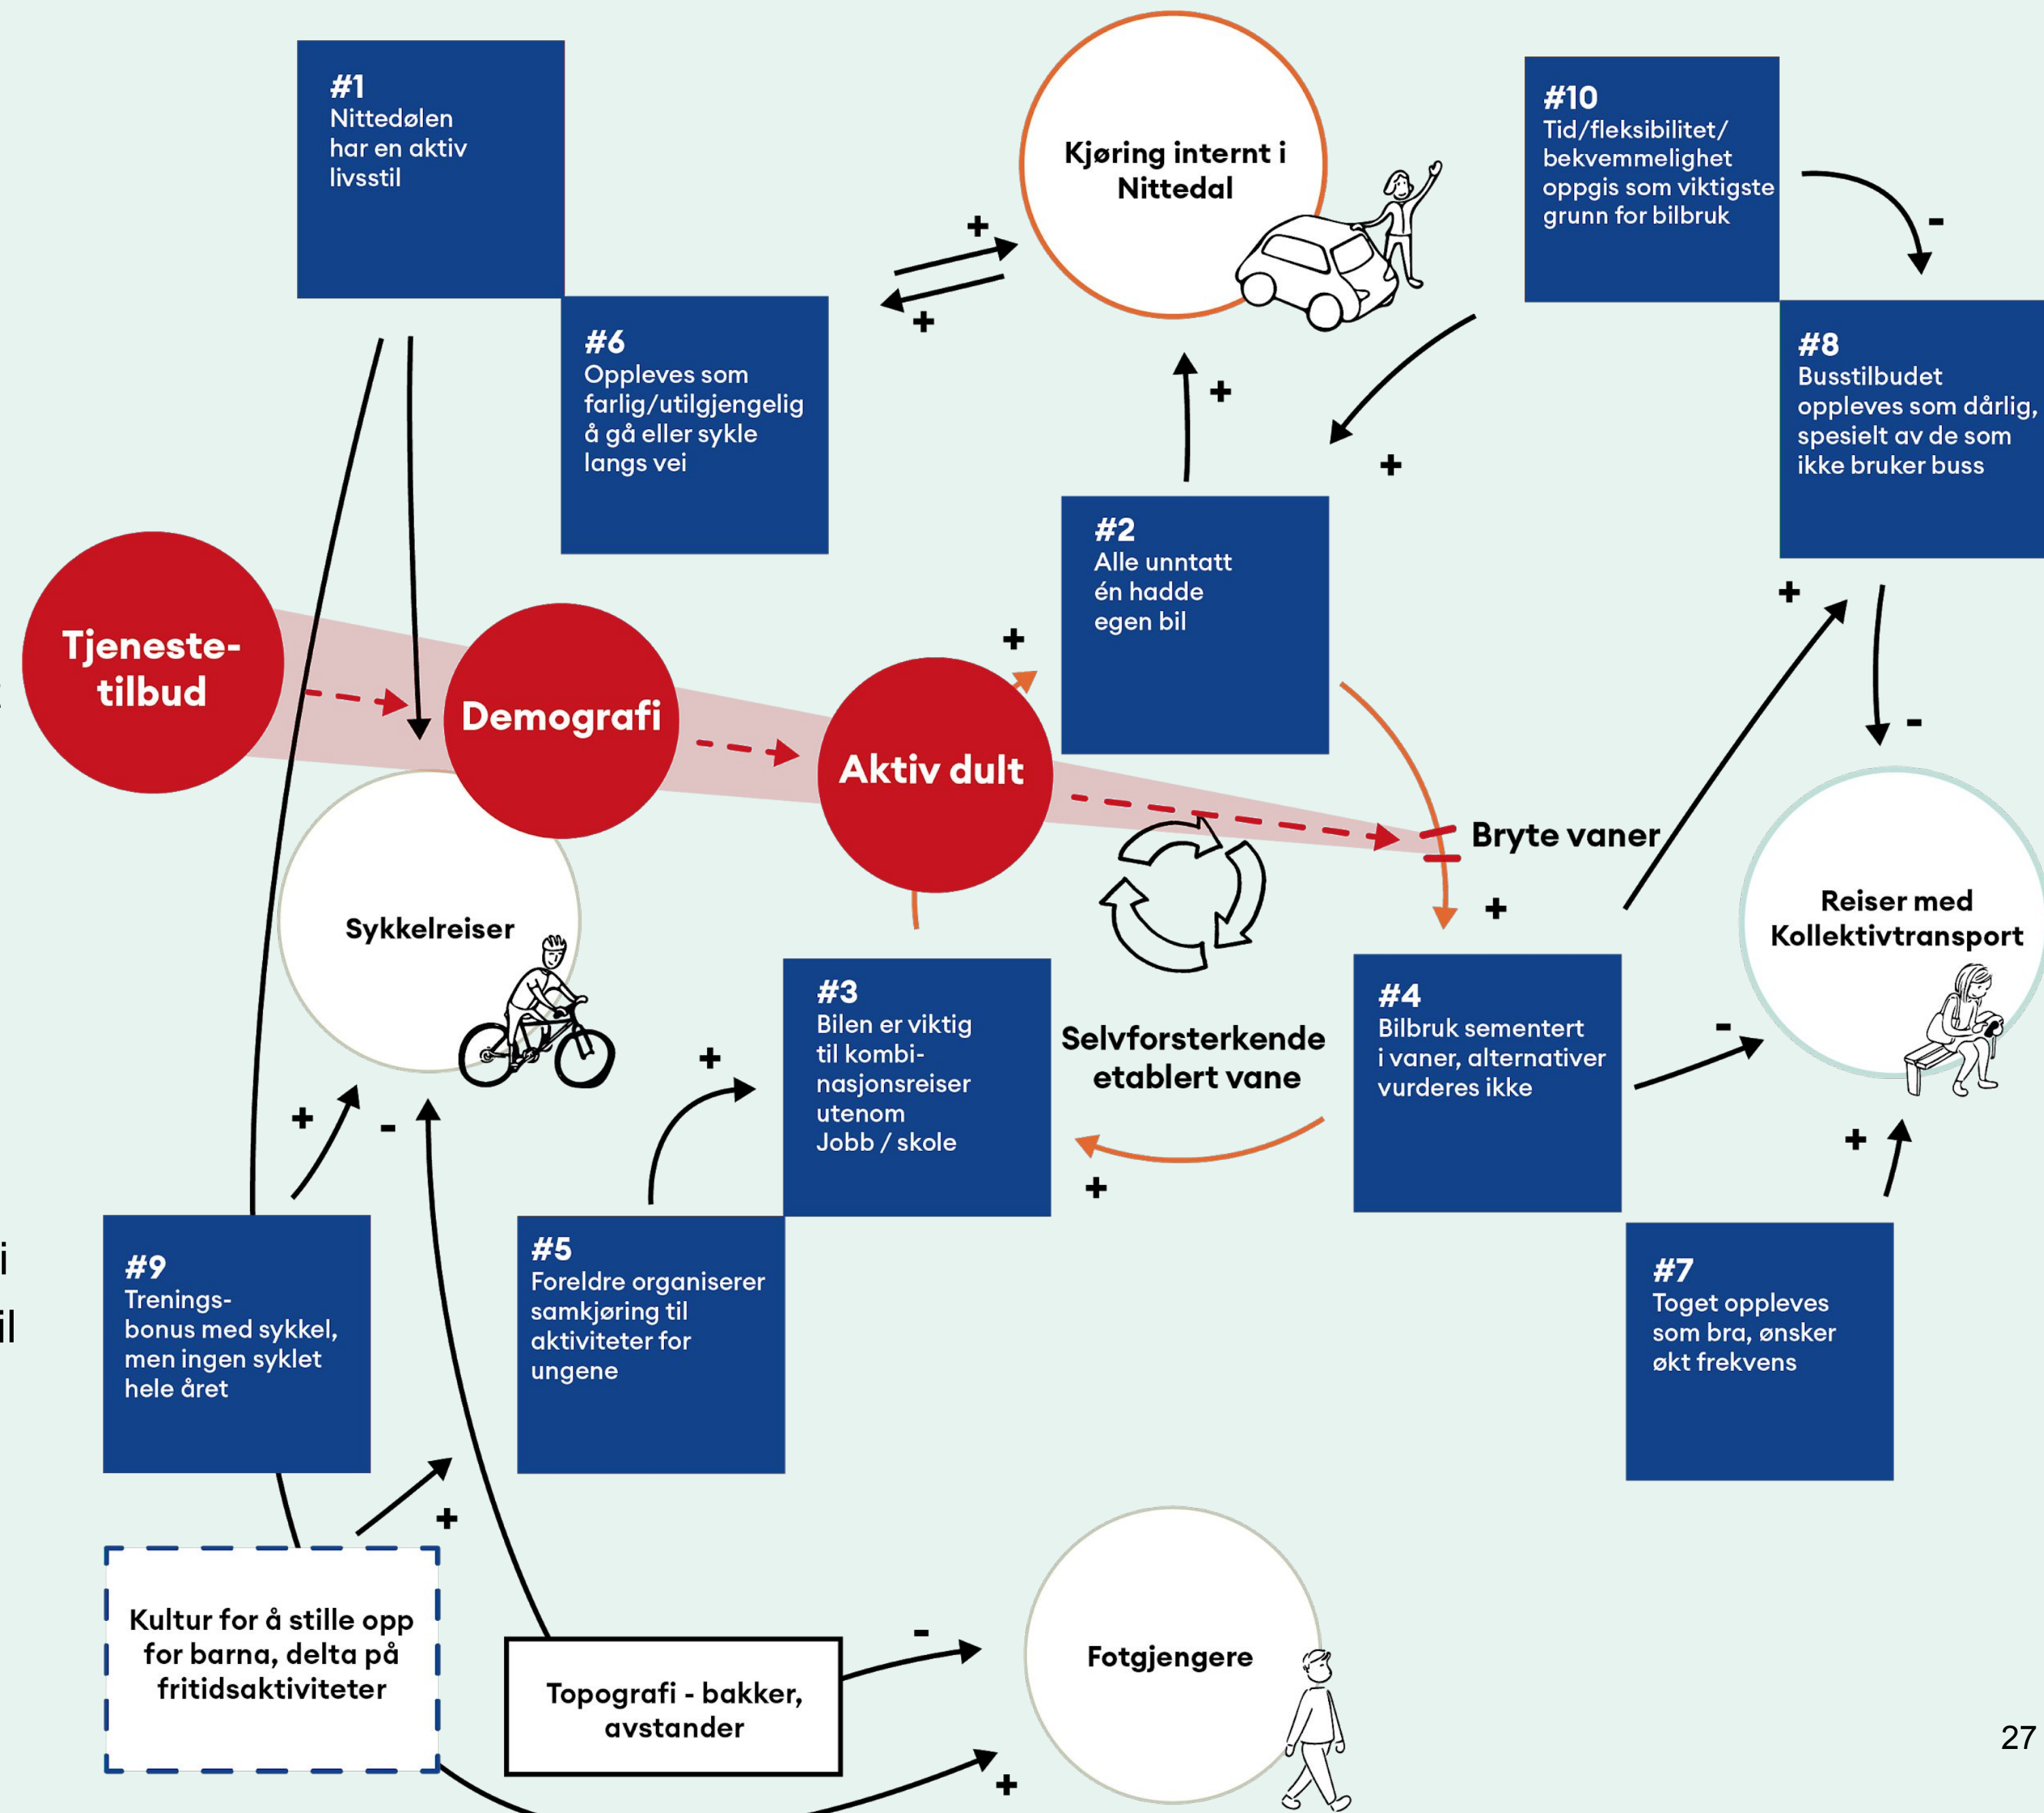 #1
Nittedølen
har en aktiv
livsstil
#6
Oppleves som
farlig/utilgjengelig
å gå eller sykle
langs vei
Kjøring internt i
Nittedal
#10
Tid/fleksibilitet/
bekvemmelighet
oppgis som viktigste
grunn for bilbruk
#8
Busstilbudet
oppleves som dårlig,
spesielt av de som
ikke bruker buss
+
+
+
+
-
#2
Alle unntatt
én hadde
egen bil
Tjeneste-
tilbud
Demografi
Aktiv dult
+
Bryte vaner
+
+
-
Sykkelreiser
Reiser med
Kollektivtransport
#3
Bilen er viktig
til kombi-
nasjonsreiser
utenom
Jobb / skole
Selvforsterkende
etablert vane
#4
Bilbruk sementert
i vaner, alternativer
vurderes ikke
+
-
+
+
-
+
#9
Trenings-
bonus med sykkel,
men ingen syklet
hele året
#5
Foreldre organiserer
samkjøring til
aktiviteter for
ungene
#7
Toget oppleves
som bra, ønsker
økt frekvens
i
il
+
Kultur for å stille opp
for barna, delta på
fritidsaktiviteter
Topografi - bakker,
avstander
-
Fotgjengere
+
27